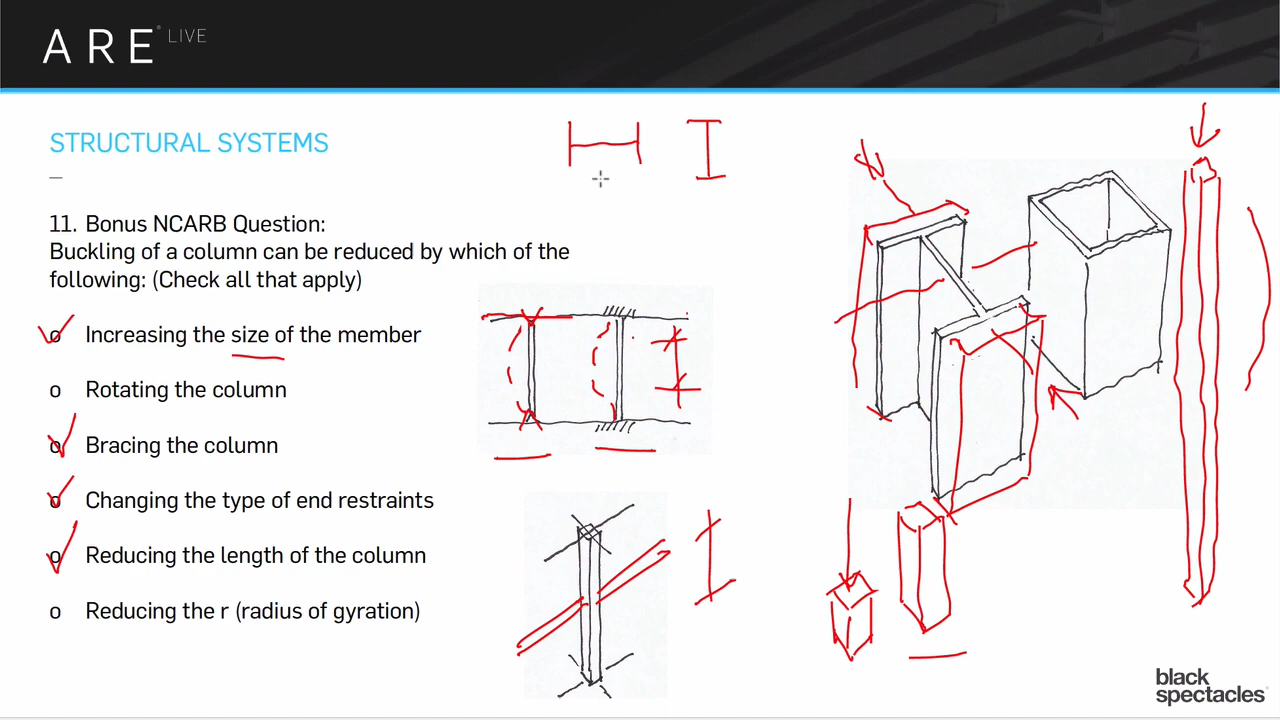 ARE® LIVE
STRUCTURAL SYSTEMS
11. Bonus NCARB Question:
Buckling of a column can be reduced by which of the
following: (Check all that apply)
o Increasing the size of the member
o Rotating the column
o Bracing the column
o Changing the type of end restraints
o Reducing the length of the column
o Reducing the r (radius of gyration)
black
spectacles®